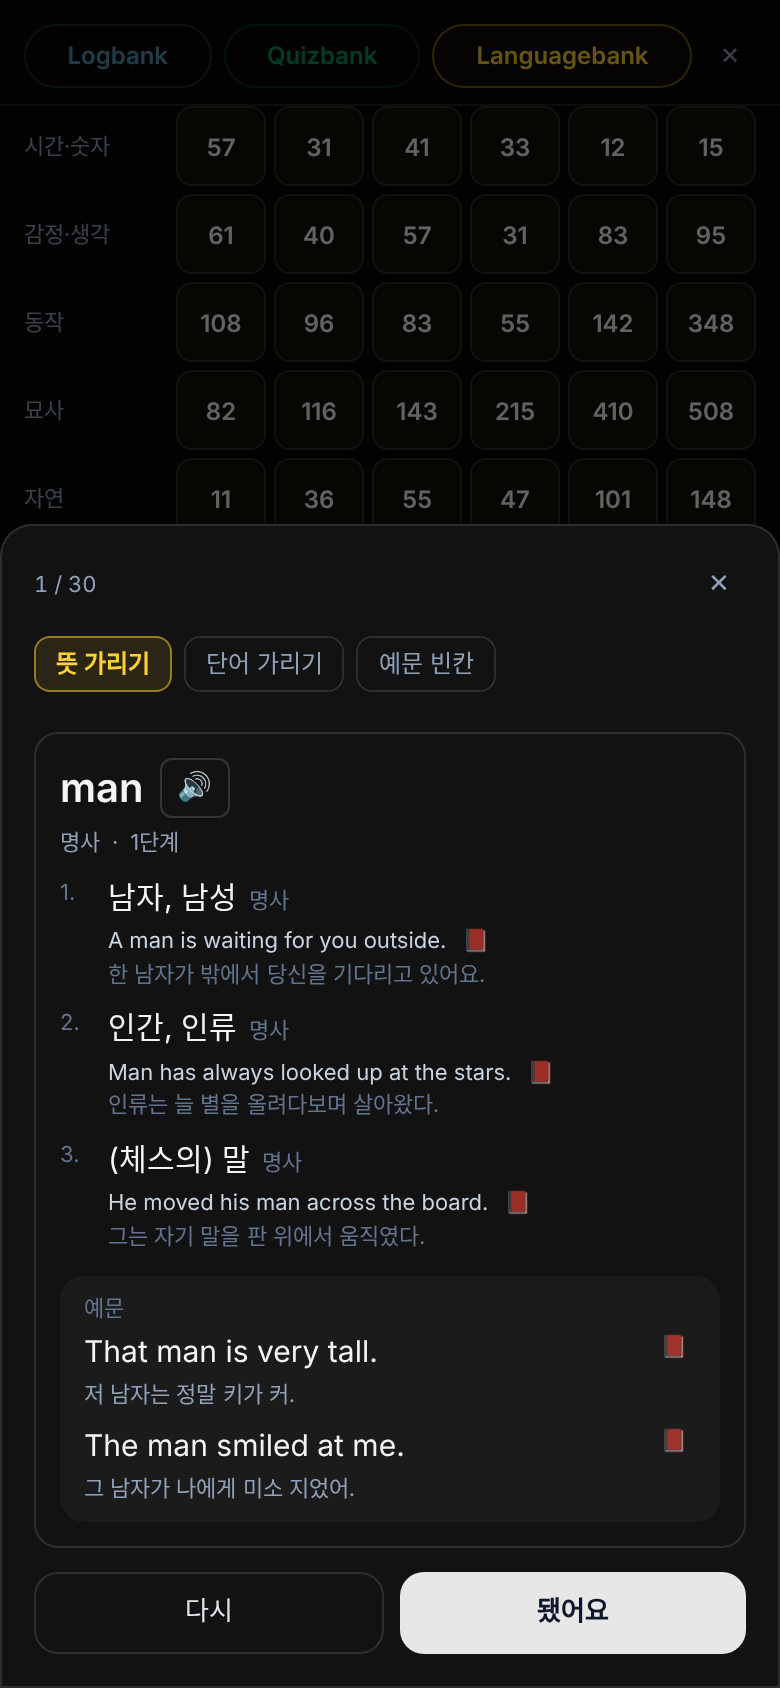 Logbank Quizbank Languagebank ✕
시간·숫자 57 31 41 33 12 15
감정·생각 61 40 57 31 83 95
동작 108 96 83 55 142 348
묘사 82 116 143 215 410 508
자연 11 36 55 47 101 148
1 / 30 ✕
뜻 가리기 단어 가리기 예문 빈칸
man
명사 · 1단계
1. 남자, 남성 명사
A man is waiting for you outside.
한 남자가 밖에서 당신을 기다리고 있어요.
2. 인간, 인류 명사
Man has always looked up at the stars.
인류는 늘 별을 올려다보며 살아왔다.
3. (체스의) 말 명사
He moved his man across the board.
그는 자기 말을 판 위에서 움직였다.
예문
That man is very tall.
저 남자는 정말 키가 커.
The man smiled at me.
그 남자가 나에게 미소 지었어.
다시 됐어요